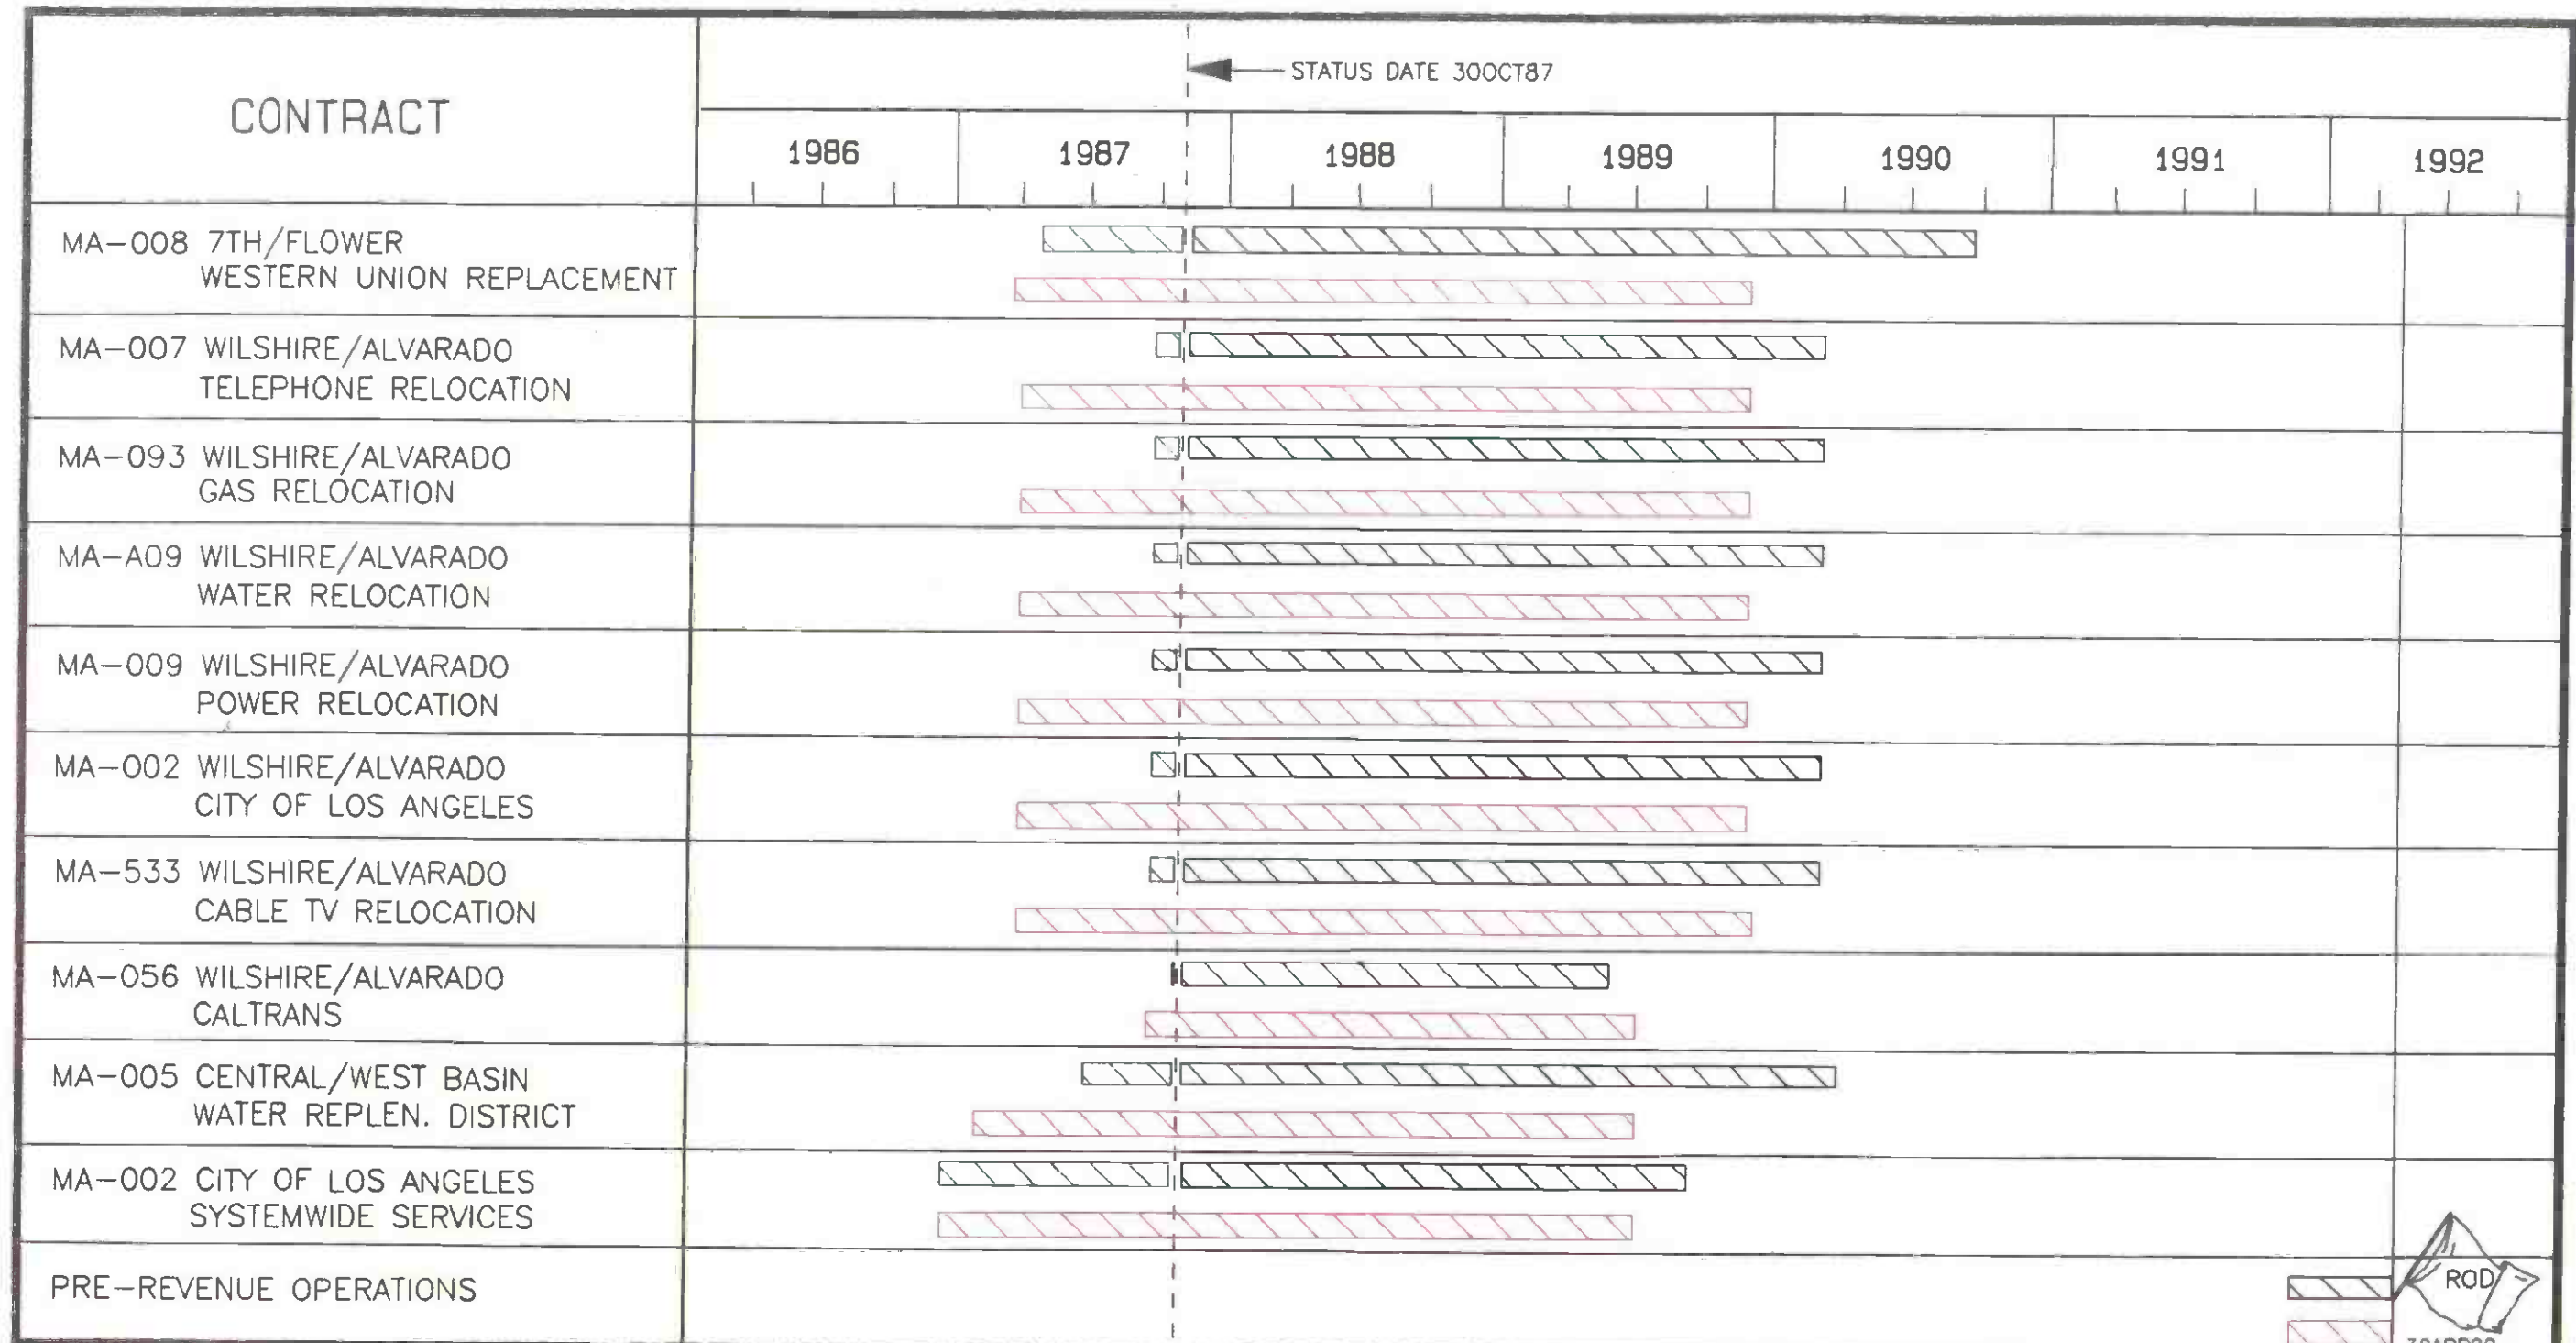 STATUS DATE 30OCT87
CONTRACT
1986 1987 1988 1989 1990 1991 1992
MA-008 7TH/FLOWER
WESTERN UNION REPLACEMENT
MA-007 WILSHIRE/ALVARADO
TELEPHONE RELOCATION
MA-093 WILSHIRE/ALVARADO
GAS RELOCATION
MA-A09 WILSHIRE/ALVARADO
WATER RELOCATION
MA-009 WILSHIRE/ALVARADO
POWER RELOCATION
MA-002 WILSHIRE/ALVARADO
CITY OF LOS ANGELES
MA-533 WILSHIRE/ALVARADO
CABLE TV RELOCATION
MA-056 WILSHIRE/ALVARADO
CALTRANS
MA-005 CENTRAL/WEST BASIN
WATER REPLEN. DISTRICT
MA-002 CITY OF LOS ANGELES
SYSTEMWIDE SERVICES
PRE-REVENUE OPERATIONS
ROD